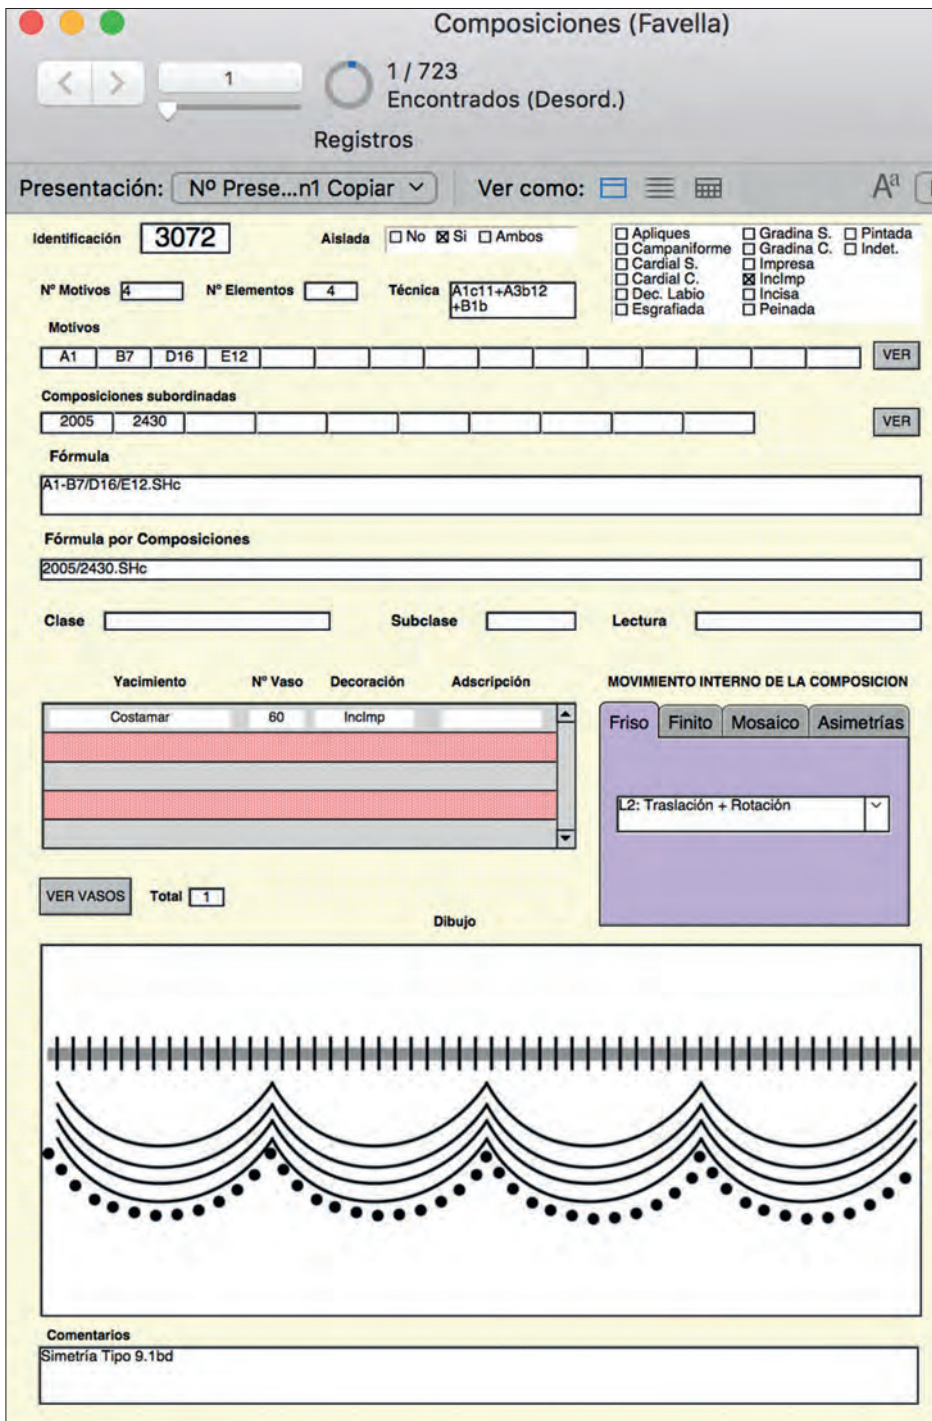 Composiciones (Favella)
1
1 / 723
Encontrados (Desord.)
Registros
Presentación: Nº Prese...n1 Copiar Ver como: Aª
Identificación 3072 Aislada No Si Ambos
Apliques Gradina S. Pintada
Campaniforme Gradina C. Indet.
Cardial S. Impresa
Cardial C. IncImp
Dec. Labio Incisa
Esgrafiada Peinada
Nº Motivos 4 Nº Elementos 4 Técnica A1c11+A3b12
+B1b
Motivos
A1 B7 D16 E12 VER
Composiciones subordinadas
2005 2430 VER
Fórmula
A1-B7/D16/E12.SHc
Fórmula por Composiciones
2005/2430.SHc
Clase Subclase Lectura
Yacimiento Nº Vaso Decoración Adscripción MOVIMIENTO INTERNO DE LA COMPOSICION
Costamar 60 IncImp
Friso Finito Mosaico Asimetrías
L2: Traslación + Rotación
VER VASOS Total 1
Dibujo
Comentarios
Simetría Tipo 9.1bd